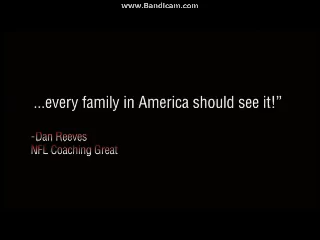 www.BandIcam.com
...every family in America should see it!”
-Dan Reeves
NFL Coaching Great